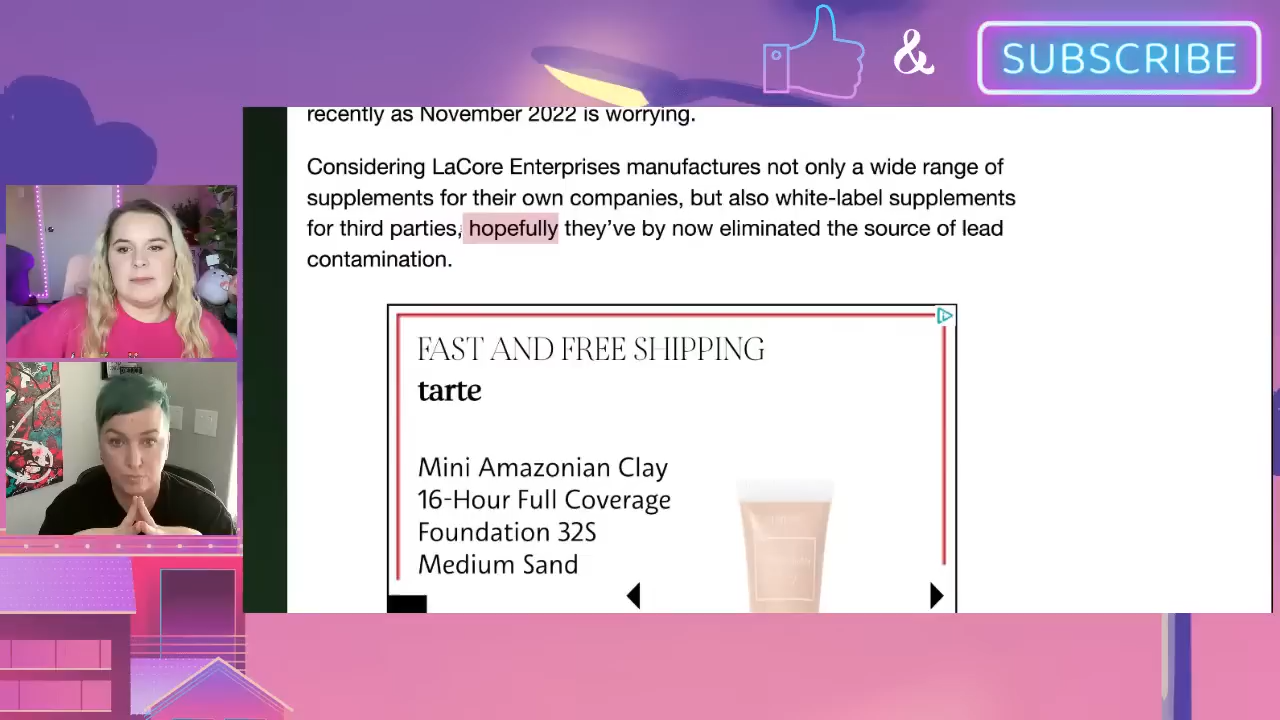 &
SUBSCRIBE
recently as November 2022 is worrying.
Considering LaCore Enterprises manufactures not only a wide range of
supplements for their own companies, but also white-label supplements
for third parties, hopefully they’ve by now eliminated the source of lead
contamination.
FAST AND FREE SHIPPING
tarte
Mini Amazonian Clay
16-Hour Full Coverage
Foundation 32S
Medium Sand